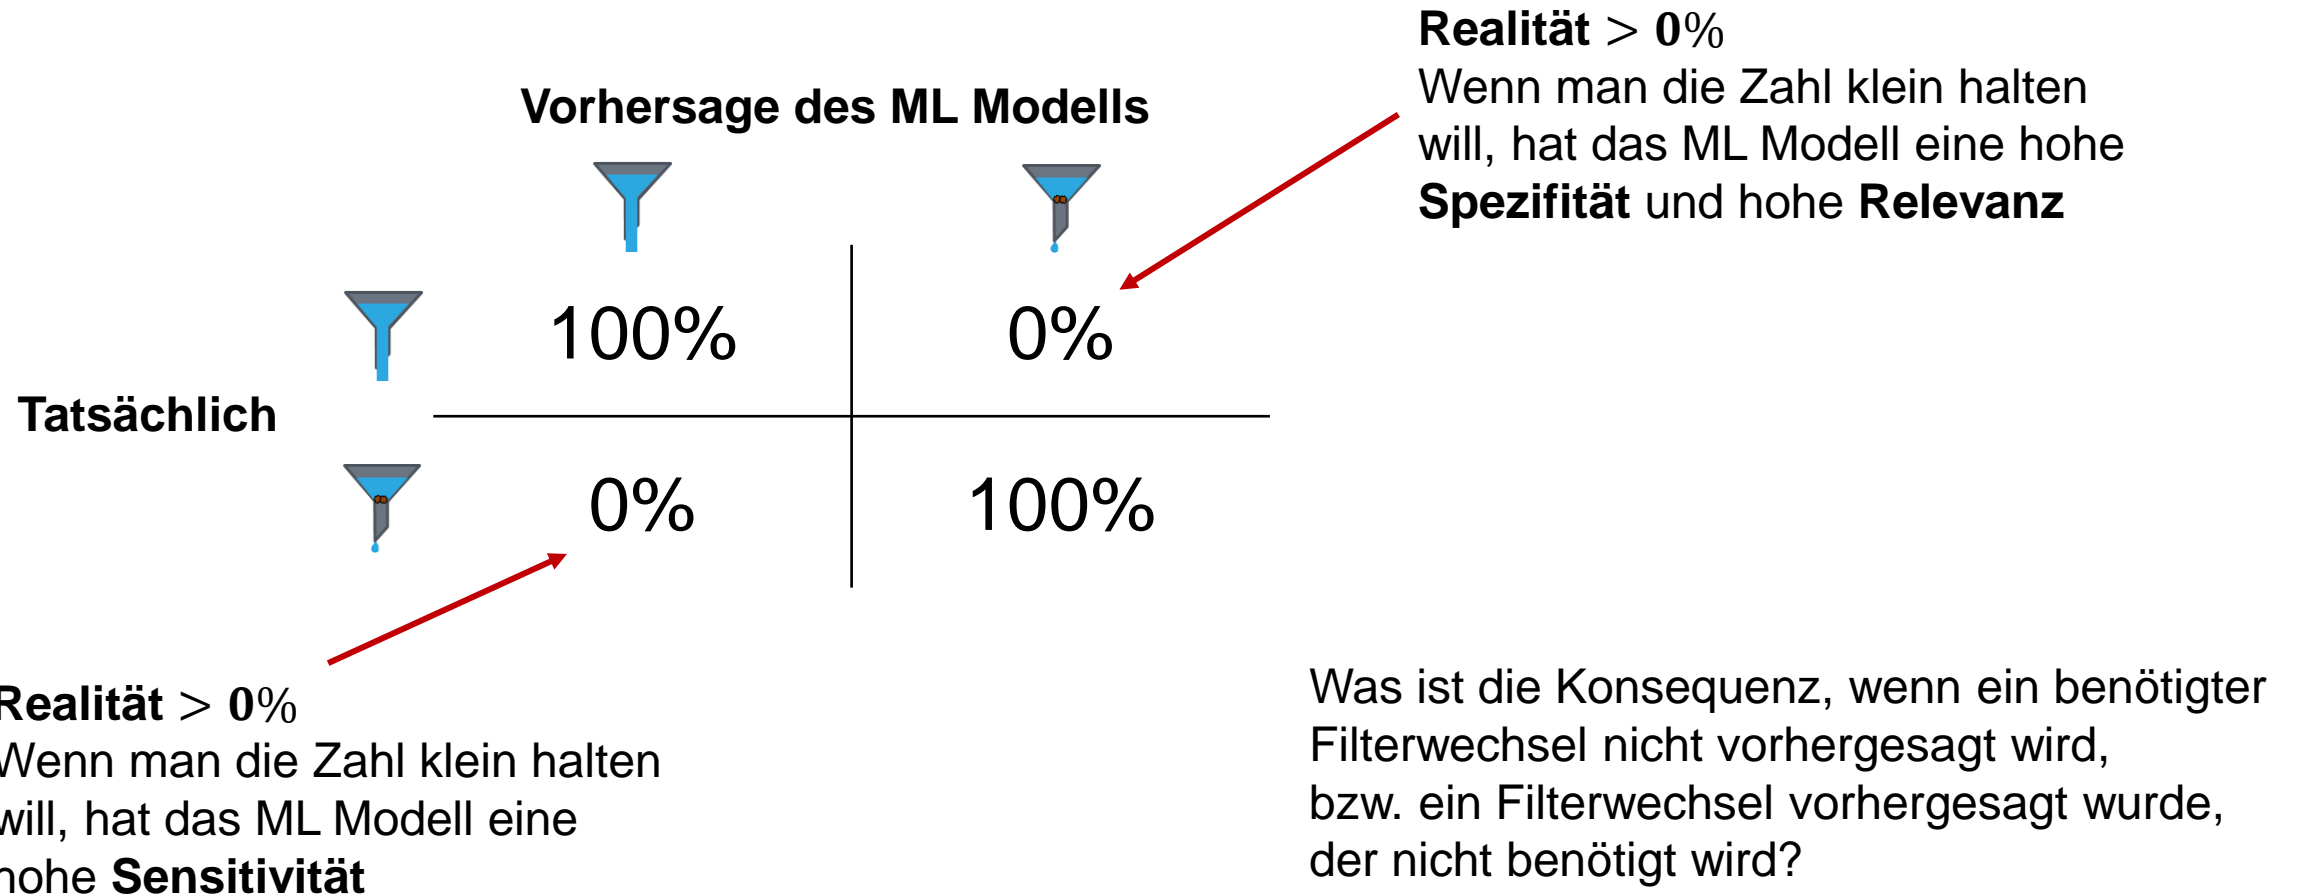 Realität > 0%
Wenn man die Zahl klein halten
will, hat das ML Modell eine hohe
Spezifität und hohe Relevanz
Vorhersage des ML Modells
100%
0%
Tatsächlich
0%
100%
Realität > 0%
Wenn man die Zahl klein halten
will, hat das ML Modell eine
hohe Sensitivität
Was ist die Konsequenz, wenn ein benötigter
Filterwechsel nicht vorhergesagt wird,
bzw. ein Filterwechsel vorhergesagt wurde,
der nicht benötigt wird?